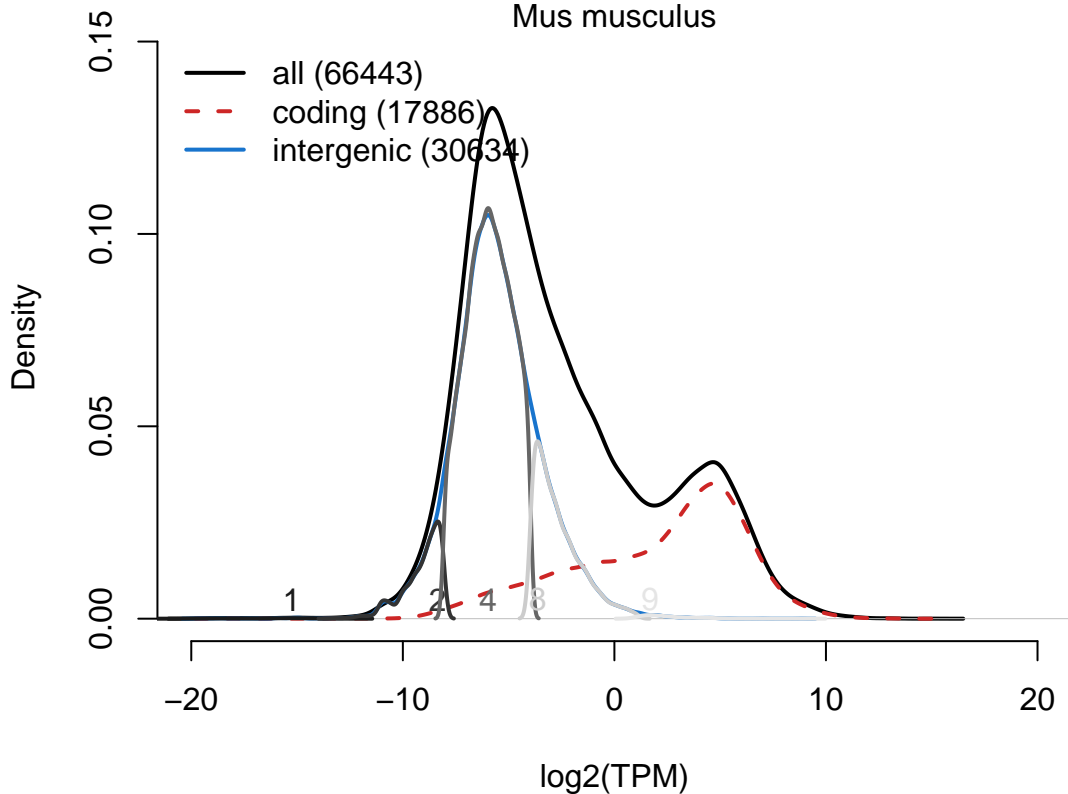 Mus musculus
all (66443)
coding (17886)
intergenic (30634)
0.15
0.10
0.05
0.00
Density
1 2 4 8 9
−20 −10 0 10 20
log2(TPM)